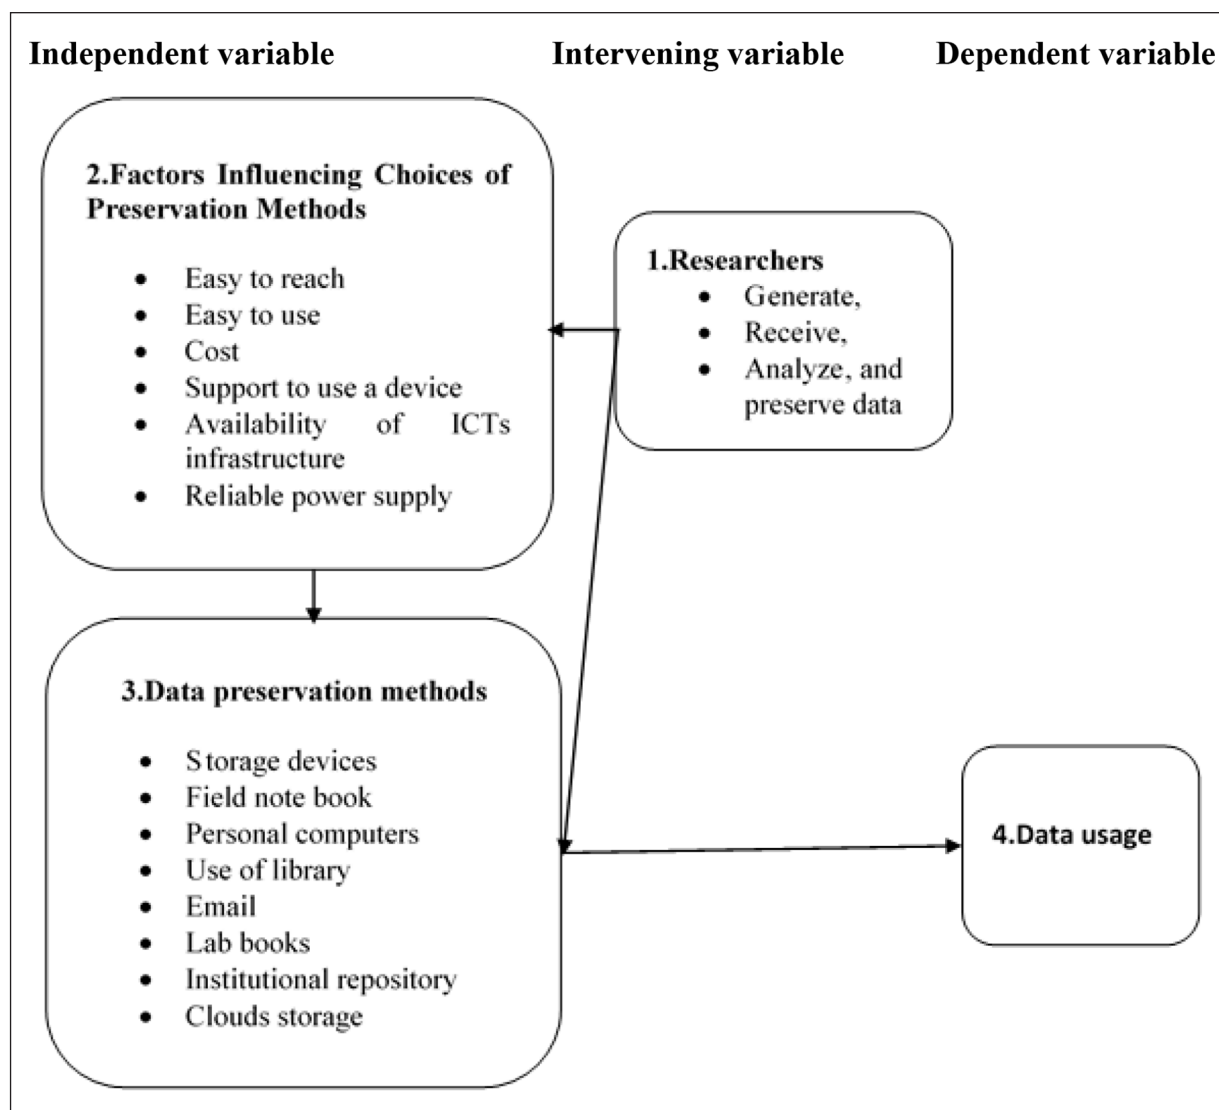 Independent variable
Intervening variable
Dependent variable
2.Factors Influencing Choices of
Preservation Methods
• Easy to reach
• Easy to use
• Cost
• Support to use a device
• Availability of ICTs
infrastructure
• Reliable power supply
1.Researchers
• Generate,
• Receive,
• Analyze, and
preserve data
3.Data preservation methods
• Storage devices
• Field note book
• Personal computers
• Use of library
• Email
• Lab books
• Institutional repository
• Clouds storage
4.Data usage